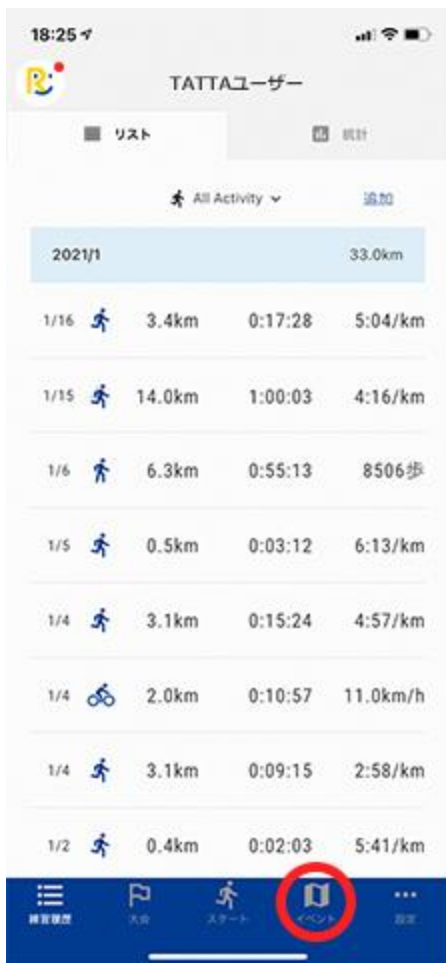 18:25
R:
TATTAユーザー
リスト 統計
All Activity 追加
2021/1 33.0km
1/16 3.4km 0:17:28 5:04/km
1/15 14.0km 1:00:03 4:16/km
1/6 6.3km 0:55:13 8506歩
1/5 0.5km 0:03:12 6:13/km
1/4 3.1km 0:15:24 4:57/km
1/4 2.0km 0:10:57 11.0km/h
1/4 3.1km 0:09:15 2:58/km
1/2 0.4km 0:02:03 5:41/km
練習履歴 大会 スタート イベント 設定